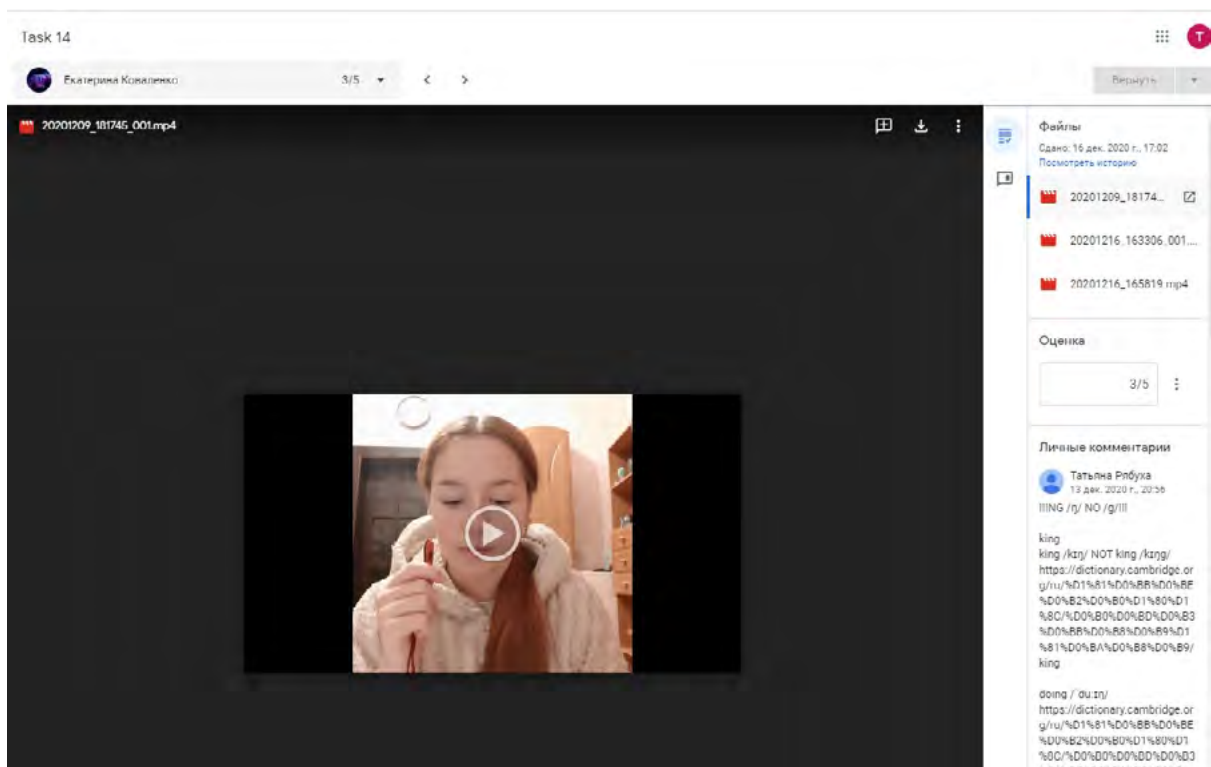 Task 14
T
Екатерина Коваленко
3/5
Вернуть
20201209_181745_001.mp4
Файлы
Сдано: 16 дек. 2020 г., 17:02
Посмотреть историю
20201209_18174...
20201216_163306_001....
20201216_165819.mp4
Оценка
3/5
Личные комментарии
Татьяна Рябуха
13 дек. 2020 г., 20:56
!!!NG /ŋ/ NO /g/!!!
king
king /kɪŋ/ NOT king /kɪŋg/
https://dictionary.cambridge.or
g/ru/%D1%81%D0%BB%D0%BE
%D0%B2%D0%B0%D1%80%D1
%8C/%D0%B0%D0%BD%D0%B3
%D0%BB%D0%B8%D0%B9%D1
%81%D0%BA%D0%B8%D0%B9/
king
doing /ˈduːɪŋ/
https://dictionary.cambridge.or
g/ru/%D1%81%D0%BB%D0%BE
%D0%B2%D0%B0%D1%80%D1
%8C/%D0%B0%D0%BD%D0%B3